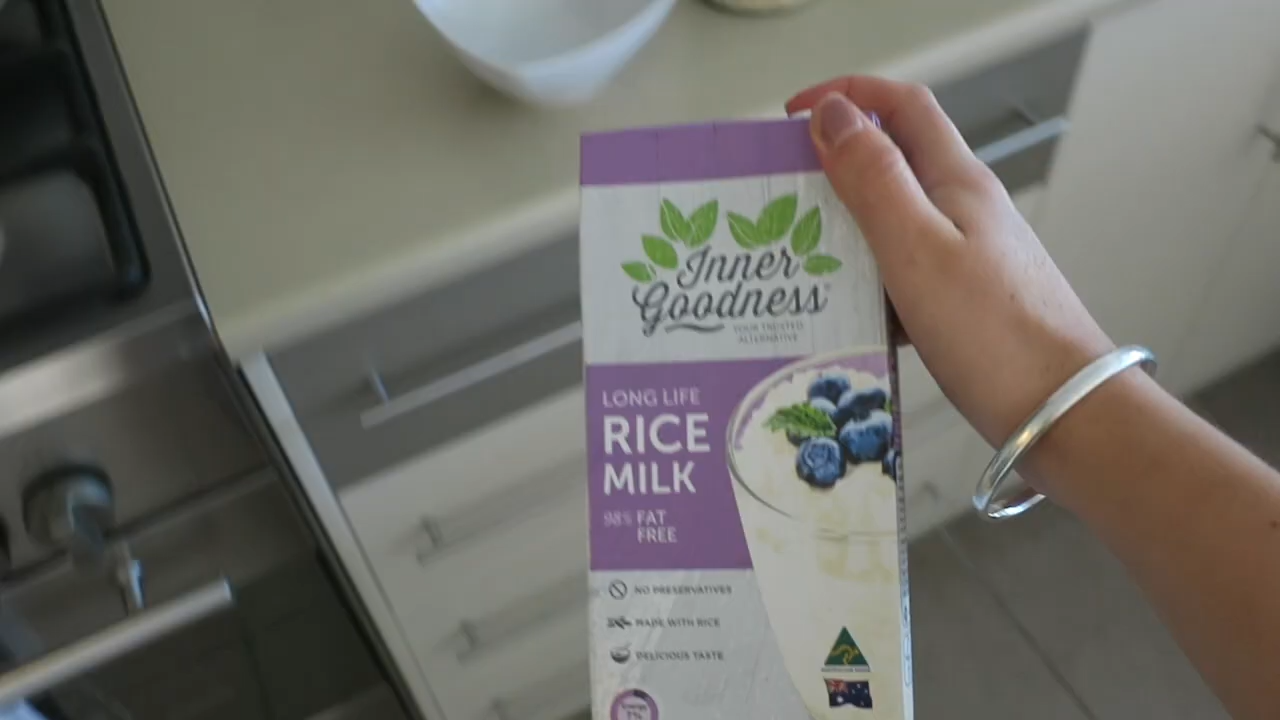 Inner
Goodness
YOUR TRUSTED
ALTERNATIVE
LONG LIFE
RICE
MILK
98% FAT
FREE
NO PRESERVATIVES
MADE WITH RICE
DELICIOUS TASTE